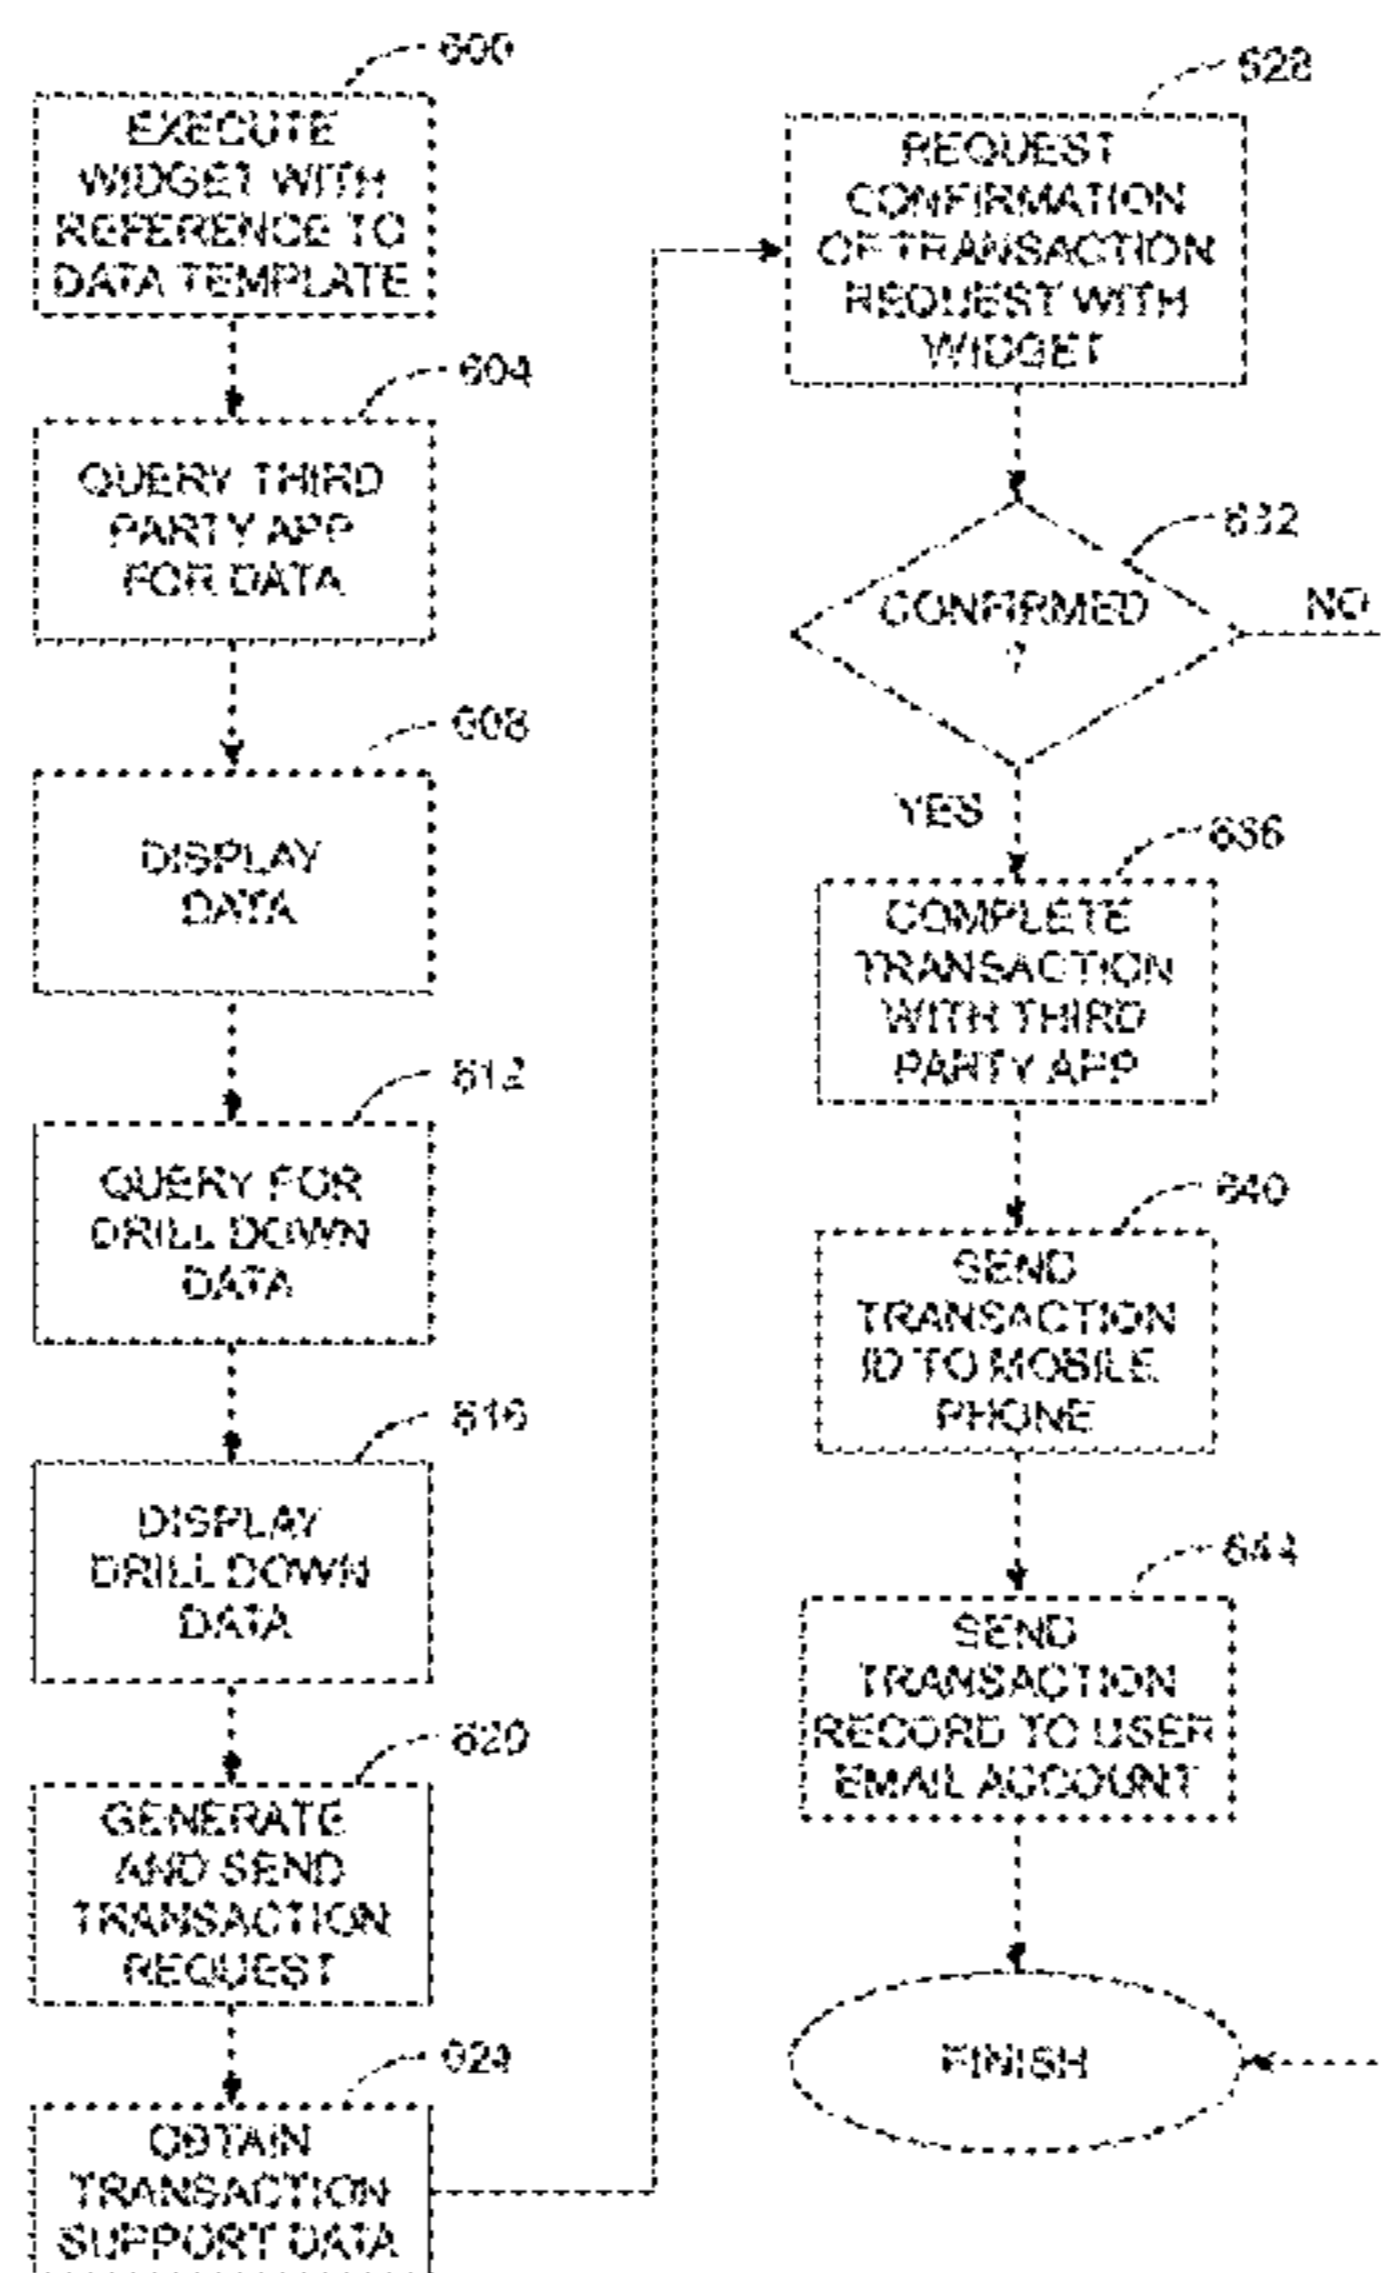 600
EXECUTE
WIDGET WITH
REFERENCE TO
DATA TEMPLATE
604
QUERY THIRD
PARTY APP
FOR DATA
608
DISPLAY
DATA
612
QUERY FOR
DRILL DOWN
DATA
616
DISPLAY
DRILL DOWN
DATA
620
GENERATE
AND SEND
TRANSACTION
REQUEST
624
OBTAIN
TRANSACTION
SUPPORT DATA
628
REQUEST
CONFIRMATION
OF TRANSACTION
REQUEST WITH
WIDGET
632
CONFIRMED
?
NO
YES
636
COMPLETE
TRANSACTION
WITH THIRD
PARTY APP
640
SEND
TRANSACTION
ID TO MOBILE
PHONE
644
SEND
TRANSACTION
RECORD TO USER
EMAIL ACCOUNT
FINISH